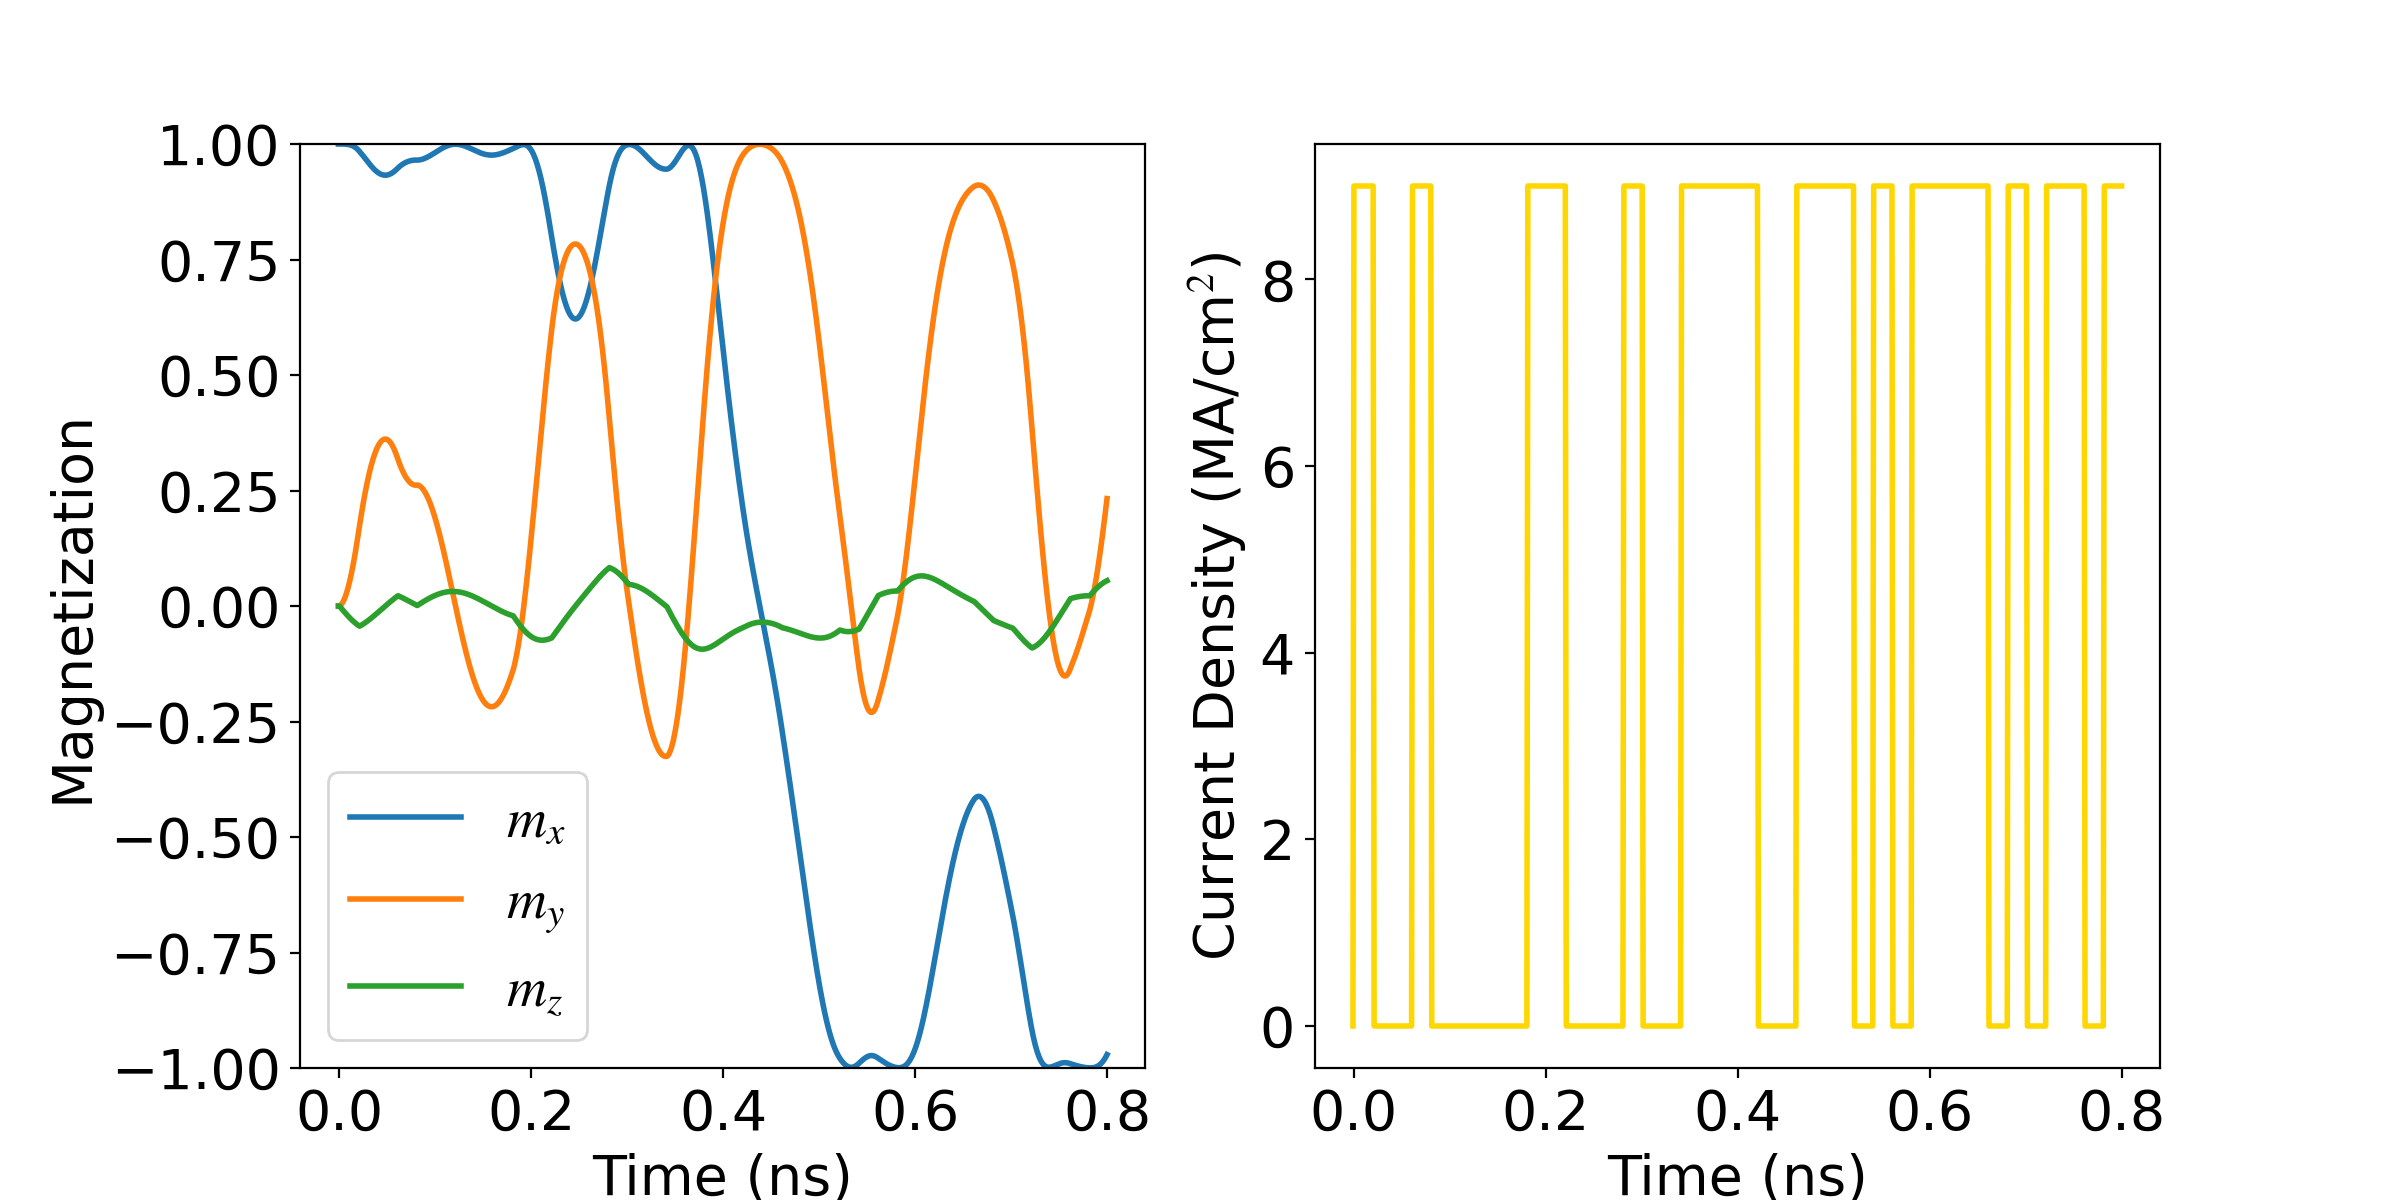 1.00
0.75
0.50
0.25
0.00
−0.25
−0.50
−0.75
−1.00
Magnetization
m_x
m_y
m_z
0.0 0.2 0.4 0.6 0.8
Time (ns)
8
6
4
2
0
Current Density (MA/cm²)
0.0 0.2 0.4 0.6 0.8
Time (ns)